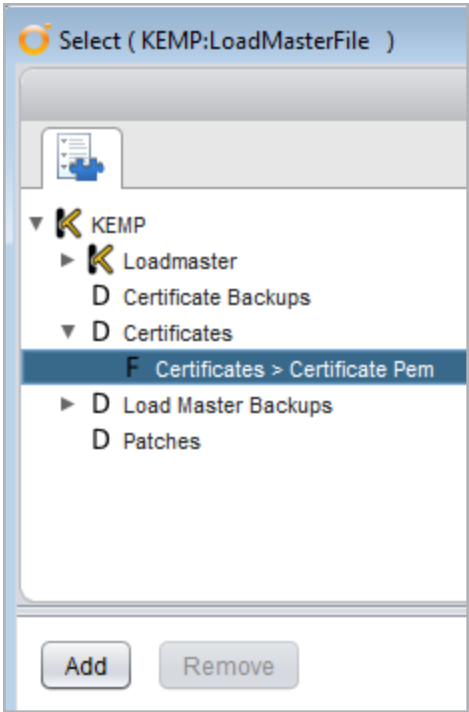 Select ( KEMP:LoadMasterFile )
KEMP
Loadmaster
D Certificate Backups
D Certificates
F Certificates > Certificate Pem
D Load Master Backups
D Patches
Add Remove